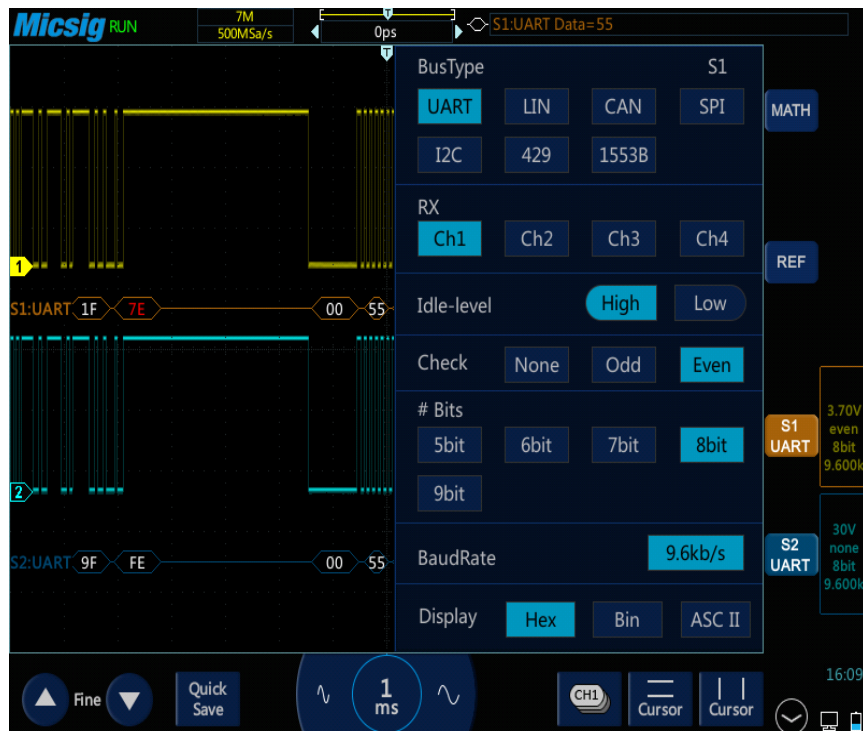 Micsig RUN
7M
500MSa/s
T
0ps
S1:UART Data=55
T
BusType S1
UART LIN CAN SPI
I2C 429 1553B
MATH
RX
Ch1 Ch2 Ch3 Ch4
REF
1
S1:UART 1F 7E 00 55
Idle-level High Low
Check None Odd Even
# Bits
5bit 6bit 7bit 8bit
9bit
S1
UART
3.70V
even
8bit
9.600k
2
S2:UART 9F FE 00 55
BaudRate 9.6kb/s
S2
UART
30V
none
8bit
9.600k
Display Hex Bin ASC II
Fine
Quick
Save
1
ms
CH1
Cursor
Cursor
16:09